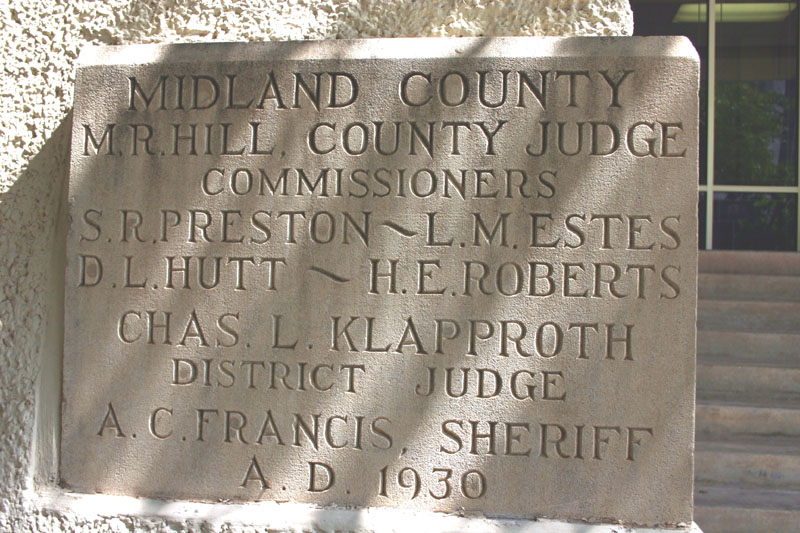 MIDLAND COUNTY
M.R.HILL, COUNTY JUDGE
COMMISSIONERS
S.R.PRESTON~L.M.ESTES
D.L.HUTT ~ H.E.ROBERTS
CHAS. L. KLAPPROTH
DISTRICT JUDGE
A.C.FRANCIS, SHERIFF
A.D. 1930